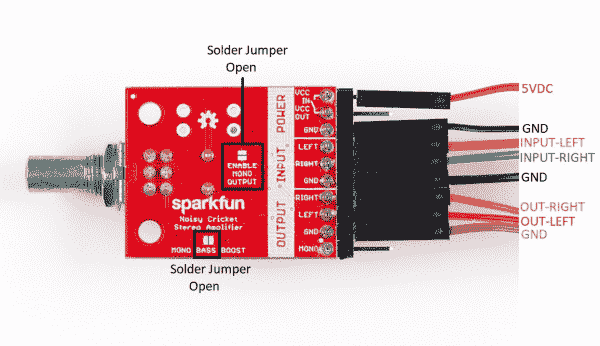 Solder Jumper
Open
5VDC
GND
INPUT-LEFT
INPUT-RIGHT
GND
OUT-RIGHT
OUT-LEFT
GND
VCC
IN
VCC
OUT
GND
LEFT
RIGHT
GND
RIGHT
LEFT
GND
MONO
POWER
INPUT
OUTPUT
ENABLE
MONO
OUTPUT
sparkfun
Noisy Cricket
Stereo Amplifier
MONO BASS BOOST
Solder Jumper
Open